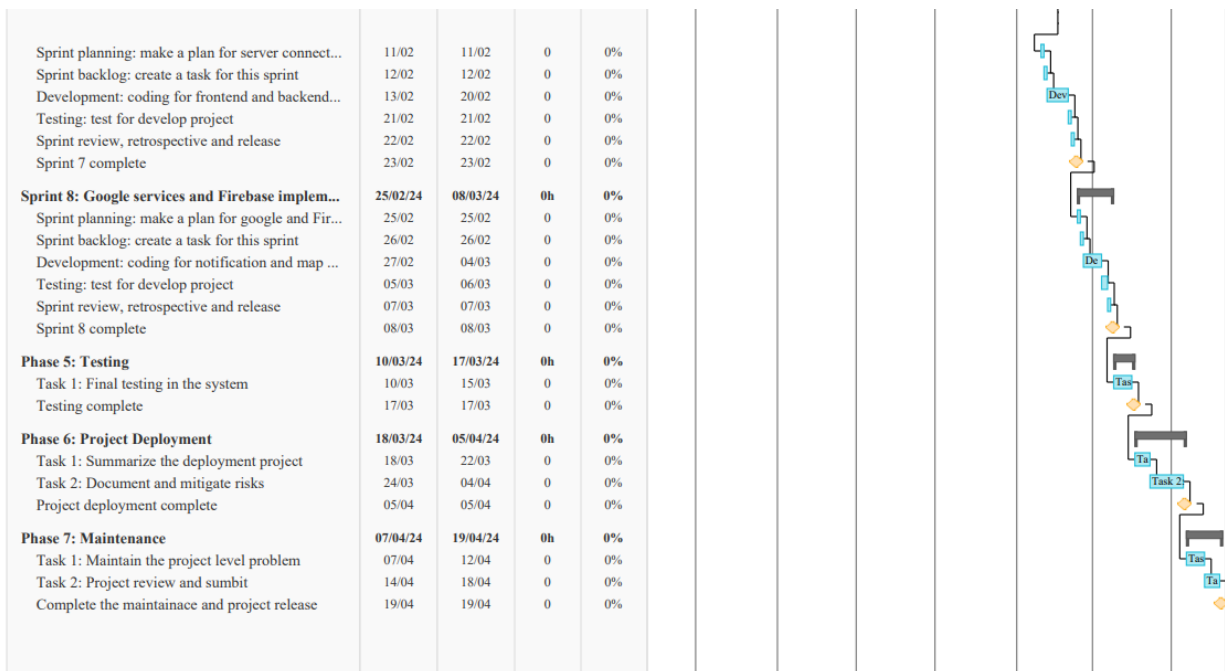 Sprint planning: make a plan for server connect... 11/02 11/02 0 0%
Sprint backlog: create a task for this sprint 12/02 12/02 0 0%
Development: coding for frontend and backend... 13/02 20/02 0 0%
Dev
Testing: test for develop project 21/02 21/02 0 0%
Sprint review, retrospective and release 22/02 22/02 0 0%
Sprint 7 complete 23/02 23/02 0 0%
Sprint 8: Google services and Firebase implem... 25/02/24 08/03/24 0h 0%
Sprint planning: make a plan for google and Fir... 25/02 25/02 0 0%
Sprint backlog: create a task for this sprint 26/02 26/02 0 0%
Development: coding for notification and map ... 27/02 04/03 0 0%
De
Testing: test for develop project 05/03 06/03 0 0%
Sprint review, retrospective and release 07/03 07/03 0 0%
Sprint 8 complete 08/03 08/03 0 0%
Phase 5: Testing 10/03/24 17/03/24 0h 0%
Task 1: Final testing in the system 10/03 15/03 0 0%
Tas
Testing complete 17/03 17/03 0 0%
Phase 6: Project Deployment 18/03/24 05/04/24 0h 0%
Task 1: Summarize the deployment project 18/03 22/03 0 0%
Ta
Task 2: Document and mitigate risks 24/03 04/04 0 0%
Task 2
Project deployment complete 05/04 05/04 0 0%
Phase 7: Maintenance 07/04/24 19/04/24 0h 0%
Task 1: Maintain the project level problem 07/04 12/04 0 0%
Tas
Task 2: Project review and sumbit 14/04 18/04 0 0%
Ta
Complete the maintainace and project release 19/04 19/04 0 0%